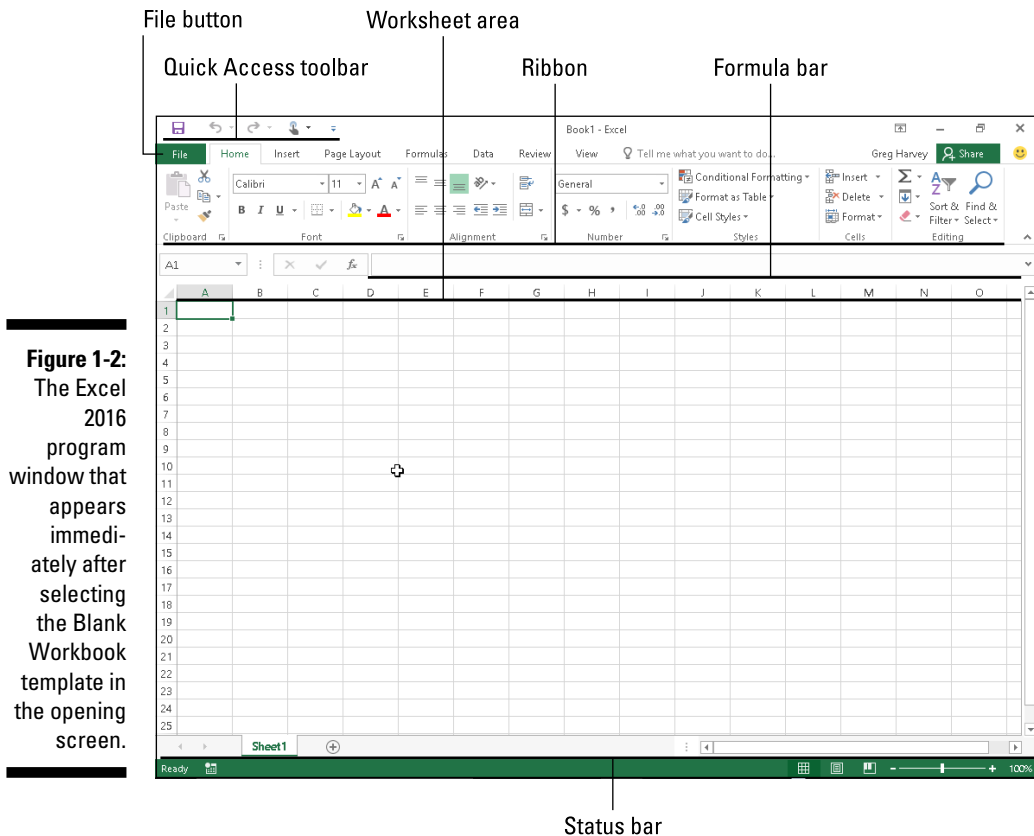 File button
Worksheet area
Quick Access toolbar
Ribbon
Formula bar
Book1 - Excel
File Home Insert Page Layout Formulas Data Review View Tell me what you want to do... Greg Harvey Share
Calibri 11 A A General Conditional Formatting Insert
Paste Format as Table Delete Sort & Find &
B I U A $ % , Cell Styles Format Filter Select
Clipboard Font Alignment Number Styles Cells Editing
A1 fx
A B C D E F G H I J K L M N O
1
2
3
4
5
6
7
8
9
10
11
12
13
14
15
16
17
18
19
20
21
22
23
24
25
Sheet1
Ready 100%
Figure 1-2:
The Excel
2016
program
window that
appears
immedi-
ately after
selecting
the Blank
Workbook
template in
the opening
screen.
Status bar